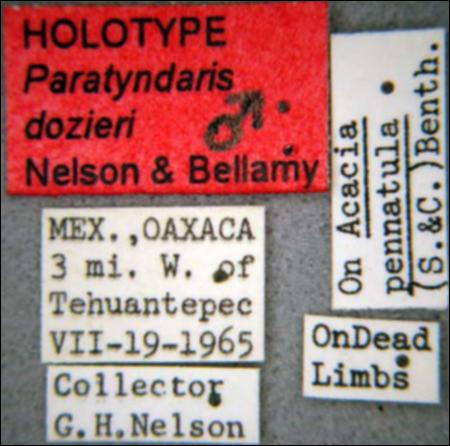 HOLOTYPE
Paratyndaris
dozieri ♂
Nelson & Bellamy
MEX., OAXACA
3 mi. W. of
Tehuantepec
VII-19-1965
Collector
G.H.Nelson
On Acacia
pennatula
(S.&C.)Benth.
OnDead
Limbs